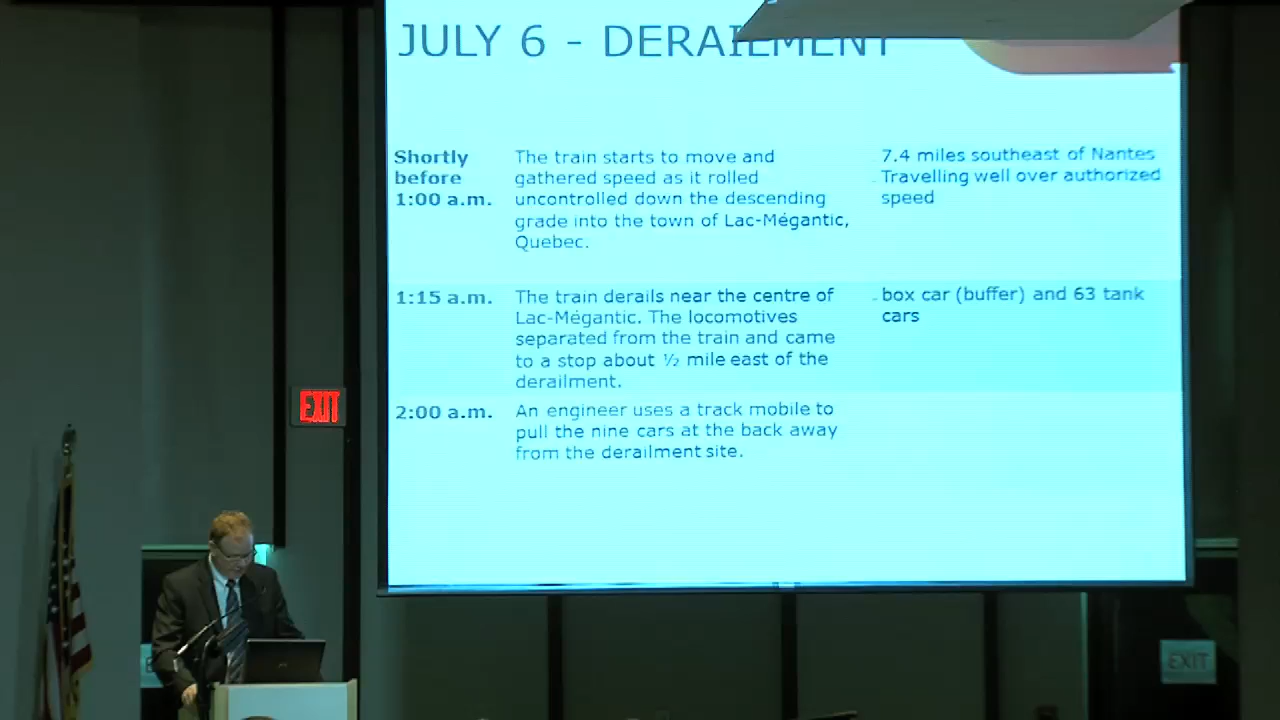 JULY 6 - DERAILMENT
Shortly
before
1:00 a.m.
The train starts to move and
gathered speed as it rolled
uncontrolled down the descending
grade into the town of Lac-Mégantic,
Quebec.
7.4 miles southeast of Nantes
Travelling well over authorized
speed
1:15 a.m.
The train derails near the centre of
Lac-Mégantic. The locomotives
separated from the train and came
to a stop about ½ mile east of the
derailment.
box car (buffer) and 63 tank
cars
2:00 a.m.
An engineer uses a track mobile to
pull the nine cars at the back away
from the derailment site.
EXIT
EXIT